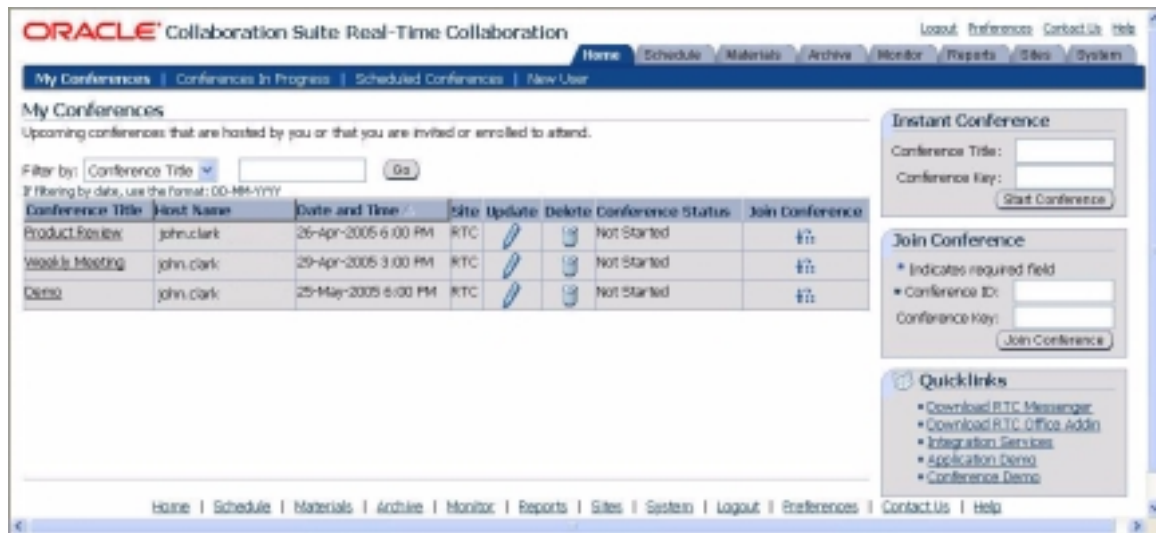 ORACLE Collaboration Suite Real-Time Collaboration
Logout Preferences Contact Us Help
Home Schedule Materials Archive Monitor Reports Sites System
My Conferences | Conferences In Progress | Scheduled Conferences | New User
My Conferences
Upcoming conferences that are hosted by you or that you are invited or enrolled to attend.
Filter by: Conference Title Go
If filtering by date, use the format: DD-MM-YYYY
Conference Title Host Name Date and Time Site Update Delete Conference Status Join Conference
Product Review john.clark 26-Apr-2005 6:00 PM RTC Not Started
Weekly Meeting john.clark 29-Apr-2005 3:00 PM RTC Not Started
Demo john.clark 25-May-2005 6:00 PM RTC Not Started
Instant Conference
Conference Title:
Conference Key:
Start Conference
Join Conference
* Indicates required field
* Conference ID:
Conference Key:
Join Conference
Quicklinks
Download RTC Messenger
Download RTC Office Addin
Integration Services
Application Demo
Conference Demo
Home | Schedule | Materials | Archive | Monitor | Reports | Sites | System | Logout | Preferences | Contact Us | Help